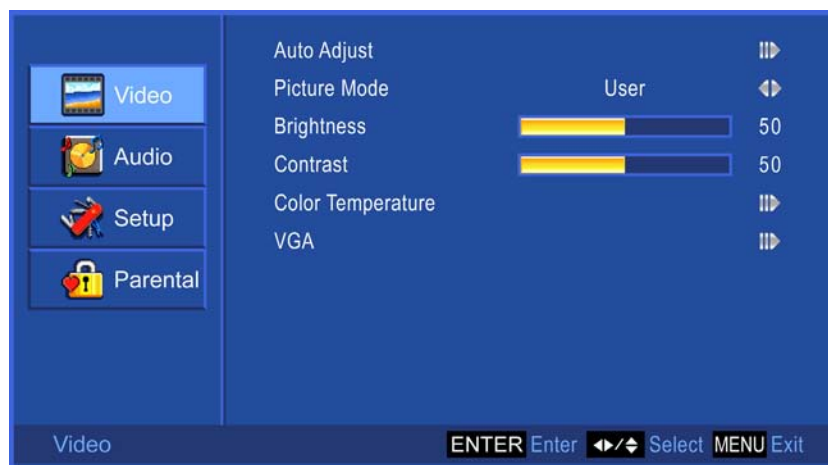 Video
Audio
Setup
Parental
Auto Adjust
Picture Mode User
Brightness 50
Contrast 50
Color Temperature
VGA
Video ENTER Enter / Select MENU Exit